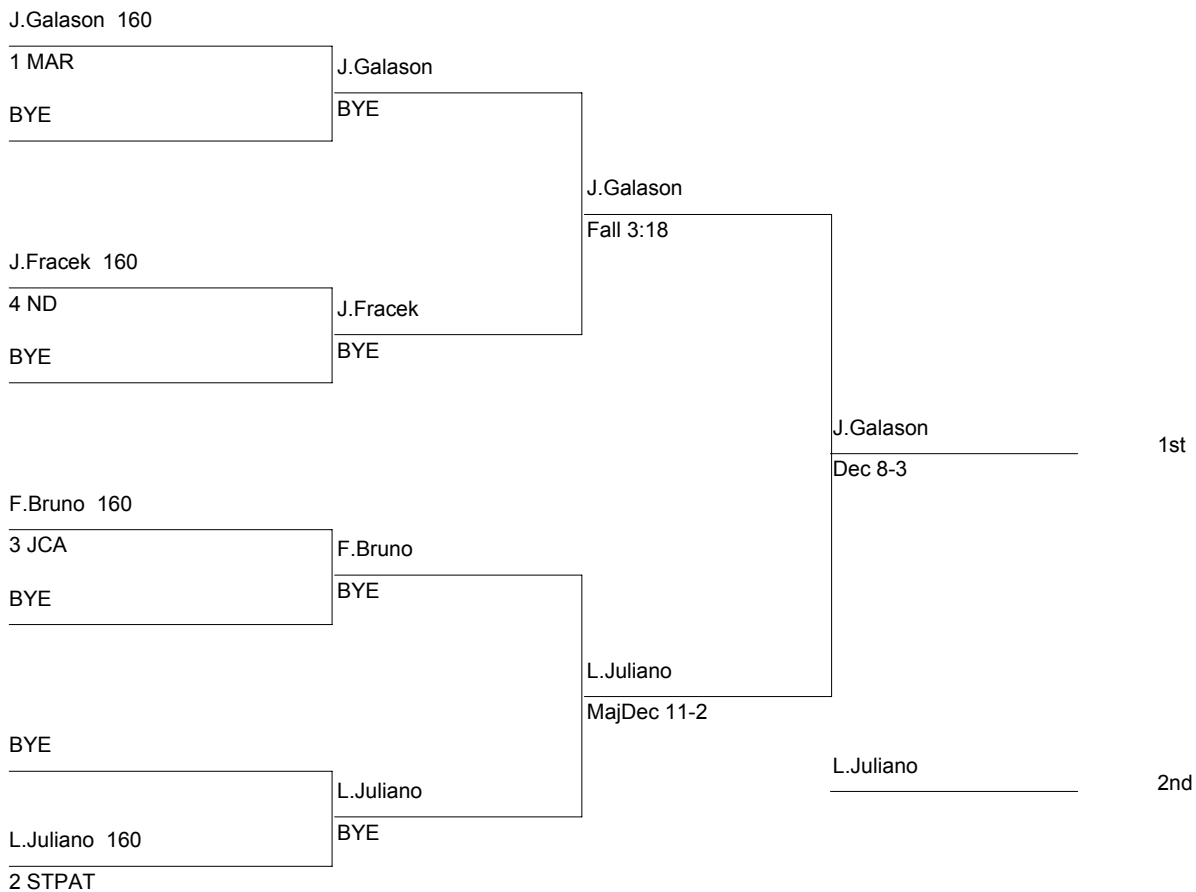 J.Galason 160
1 MAR
BYE
J.Galason
BYE
J.Galason
Fall 3:18
J.Fracek 160
4 ND
BYE
J.Fracek
BYE
J.Galason
Dec 8-3
1st
F.Bruno 160
3 JCA
BYE
F.Bruno
BYE
L.Juliano
MajDec 11-2
BYE
L.Juliano 160
2 STPAT
L.Juliano
BYE
L.Juliano
2nd